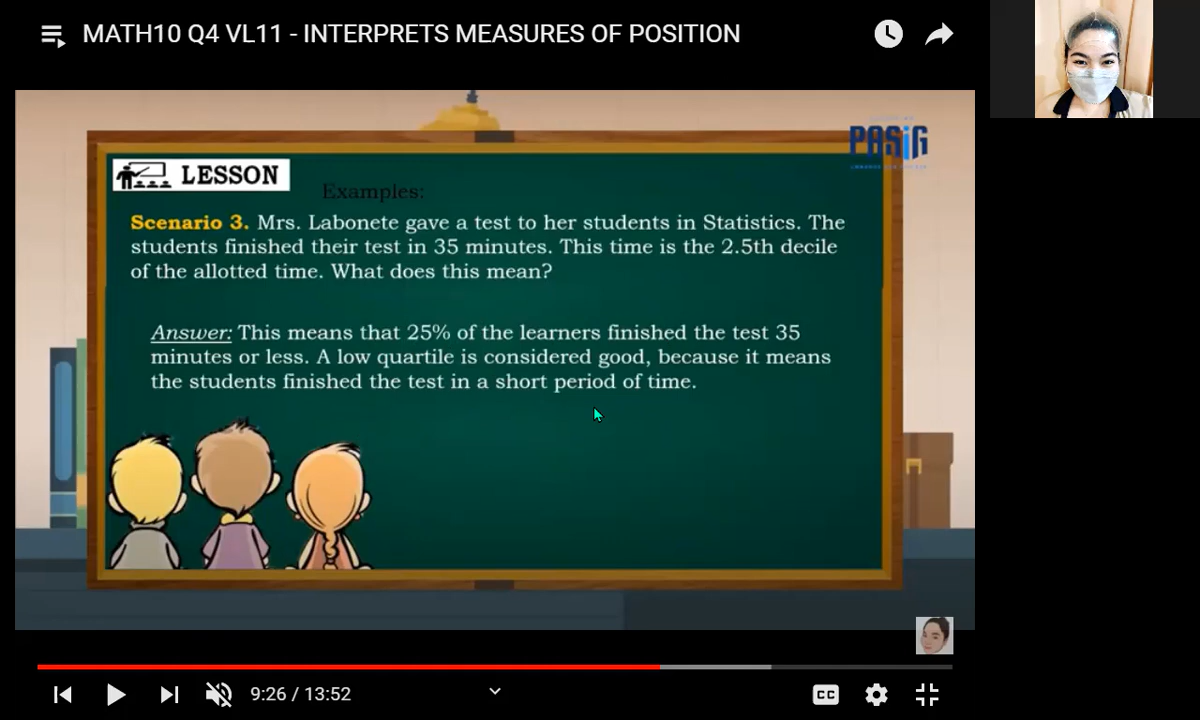 MATH10 Q4 VL11 - INTERPRETS MEASURES OF POSITION
PASiG
LESSON
Examples:
Scenario 3. Mrs. Labonete gave a test to her students in Statistics. The
students finished their test in 35 minutes. This time is the 2.5th decile
of the allotted time. What does this mean?
Answer: This means that 25% of the learners finished the test 35
minutes or less. A low quartile is considered good, because it means
the students finished the test in a short period of time.
9:26 / 13:52
CC